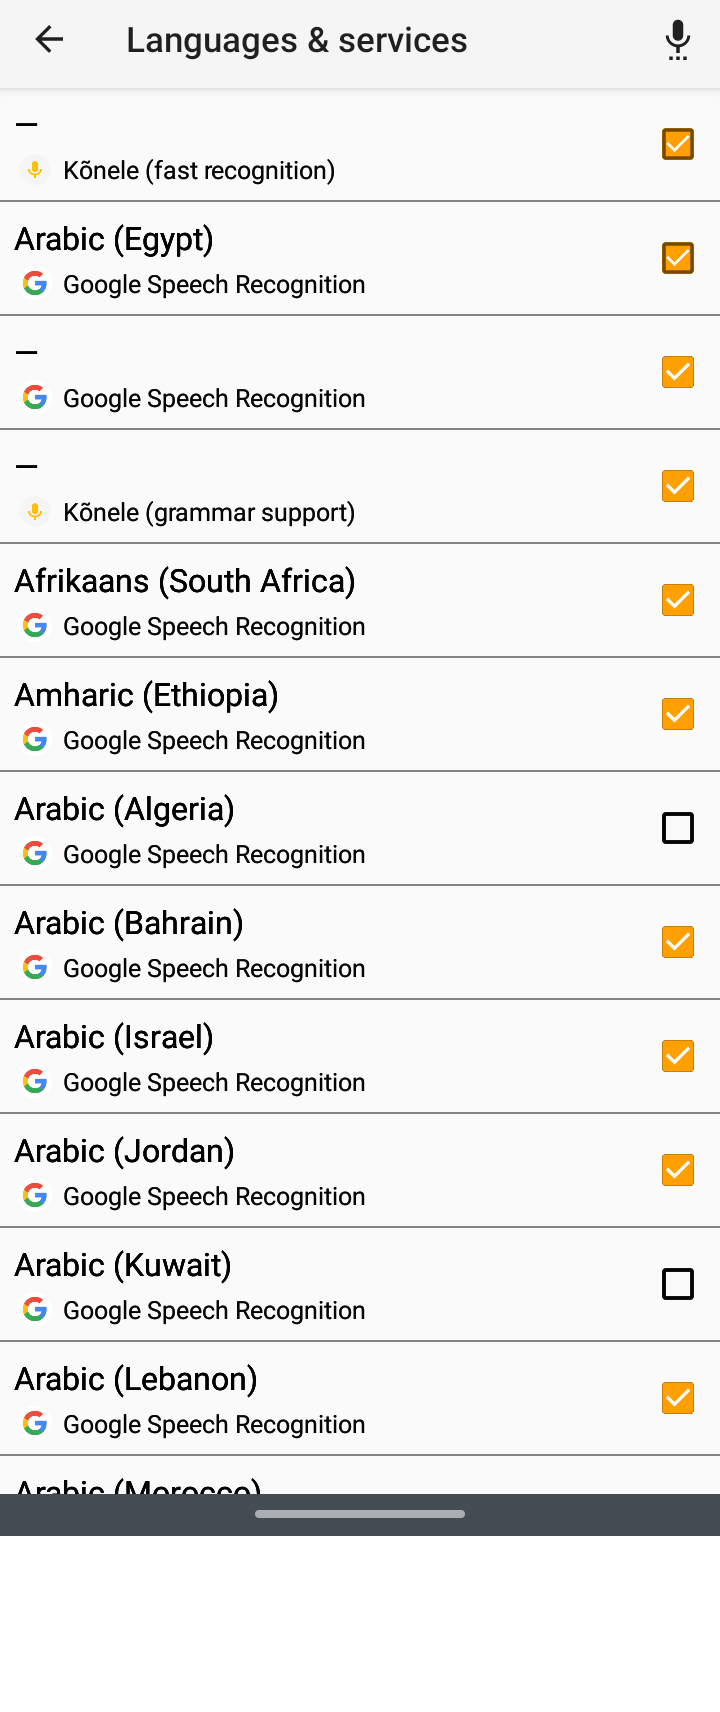 Languages & services
–
Kõnele (fast recognition)
Arabic (Egypt)
Google Speech Recognition
–
Google Speech Recognition
–
Kõnele (grammar support)
Afrikaans (South Africa)
Google Speech Recognition
Amharic (Ethiopia)
Google Speech Recognition
Arabic (Algeria)
Google Speech Recognition
Arabic (Bahrain)
Google Speech Recognition
Arabic (Israel)
Google Speech Recognition
Arabic (Jordan)
Google Speech Recognition
Arabic (Kuwait)
Google Speech Recognition
Arabic (Lebanon)
Google Speech Recognition
Arabic (Morocco)